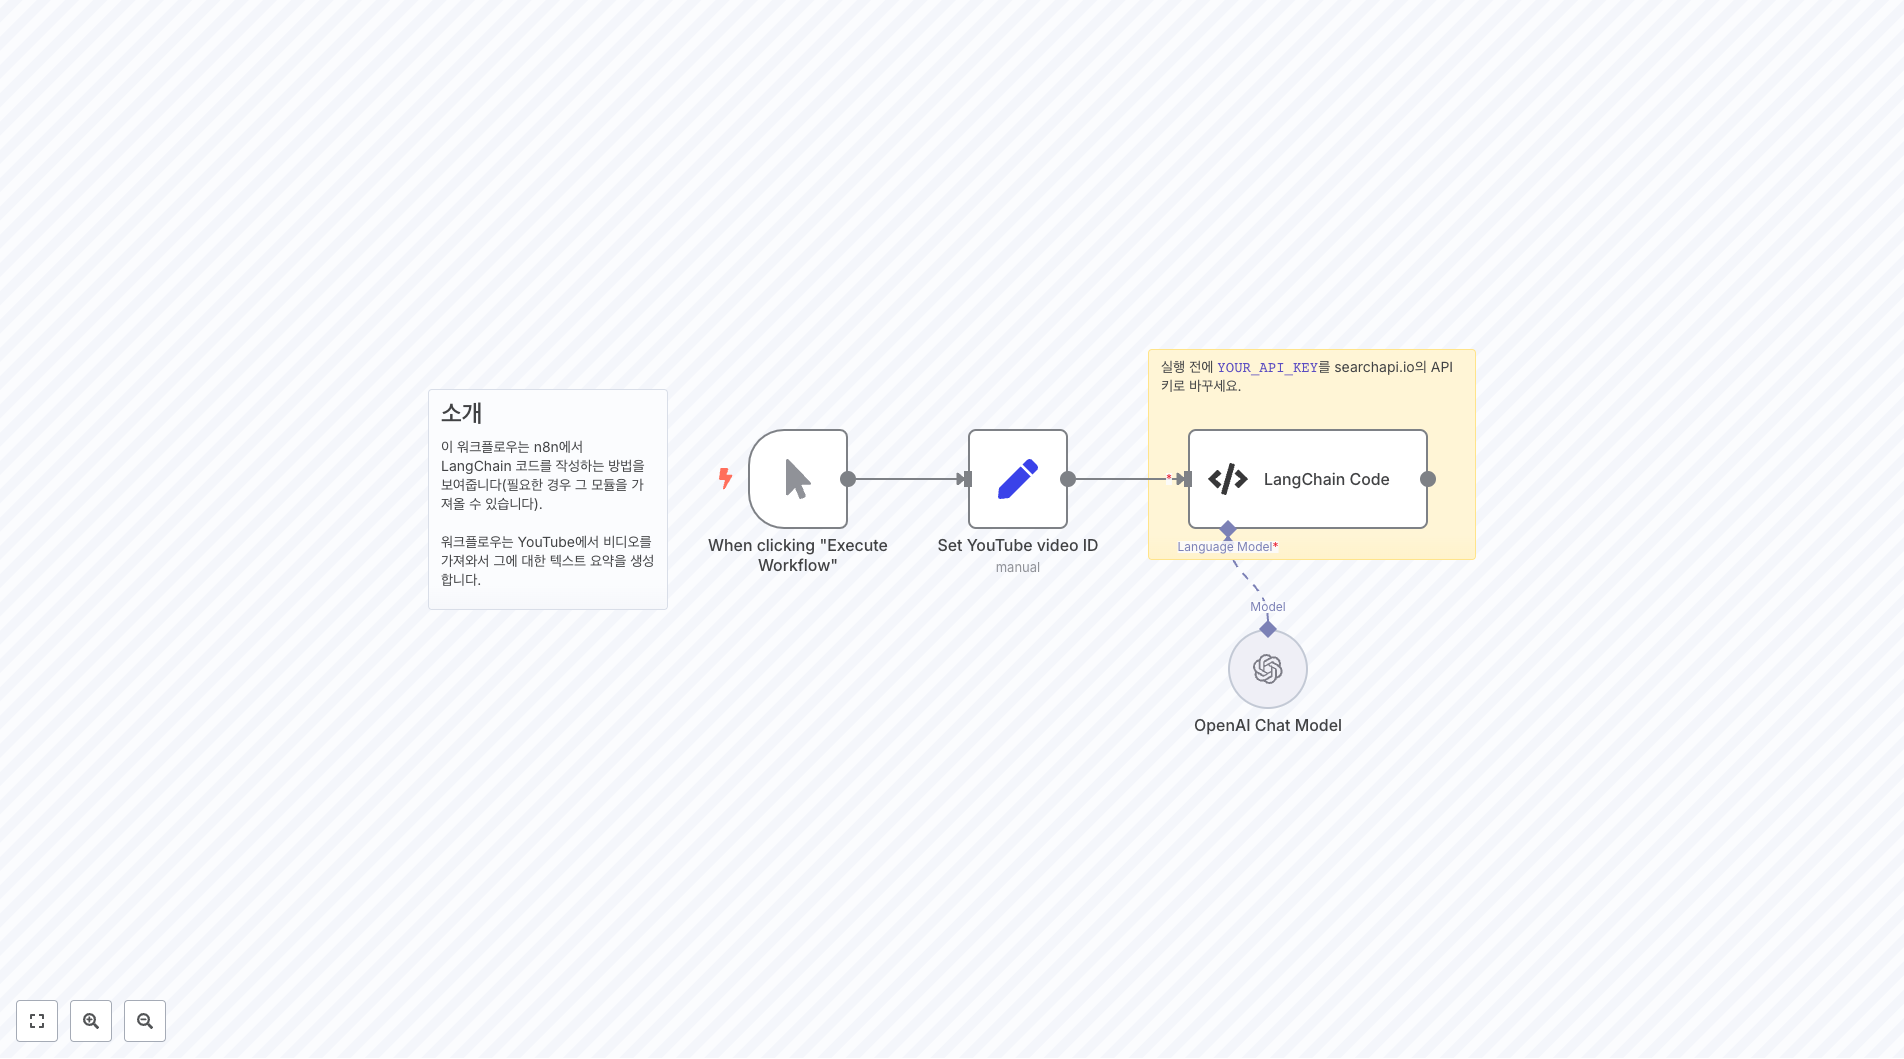 소개
이 워크플로우는 n8n에서
LangChain 코드를 작성하는 방법을
보여줍니다(필요한 경우 그 모듈을 가
져올 수 있습니다).
워크플로우는 YouTube에서 비디오를
가져와서 그에 대한 텍스트 요약을 생성
합니다.
When clicking "Execute
Workflow"
Set YouTube video ID
manual
실행 전에 YOUR_API_KEY를 searchapi.io의 API
키로 바꾸세요.
*
LangChain Code
Language Model*
Model
OpenAI Chat Model